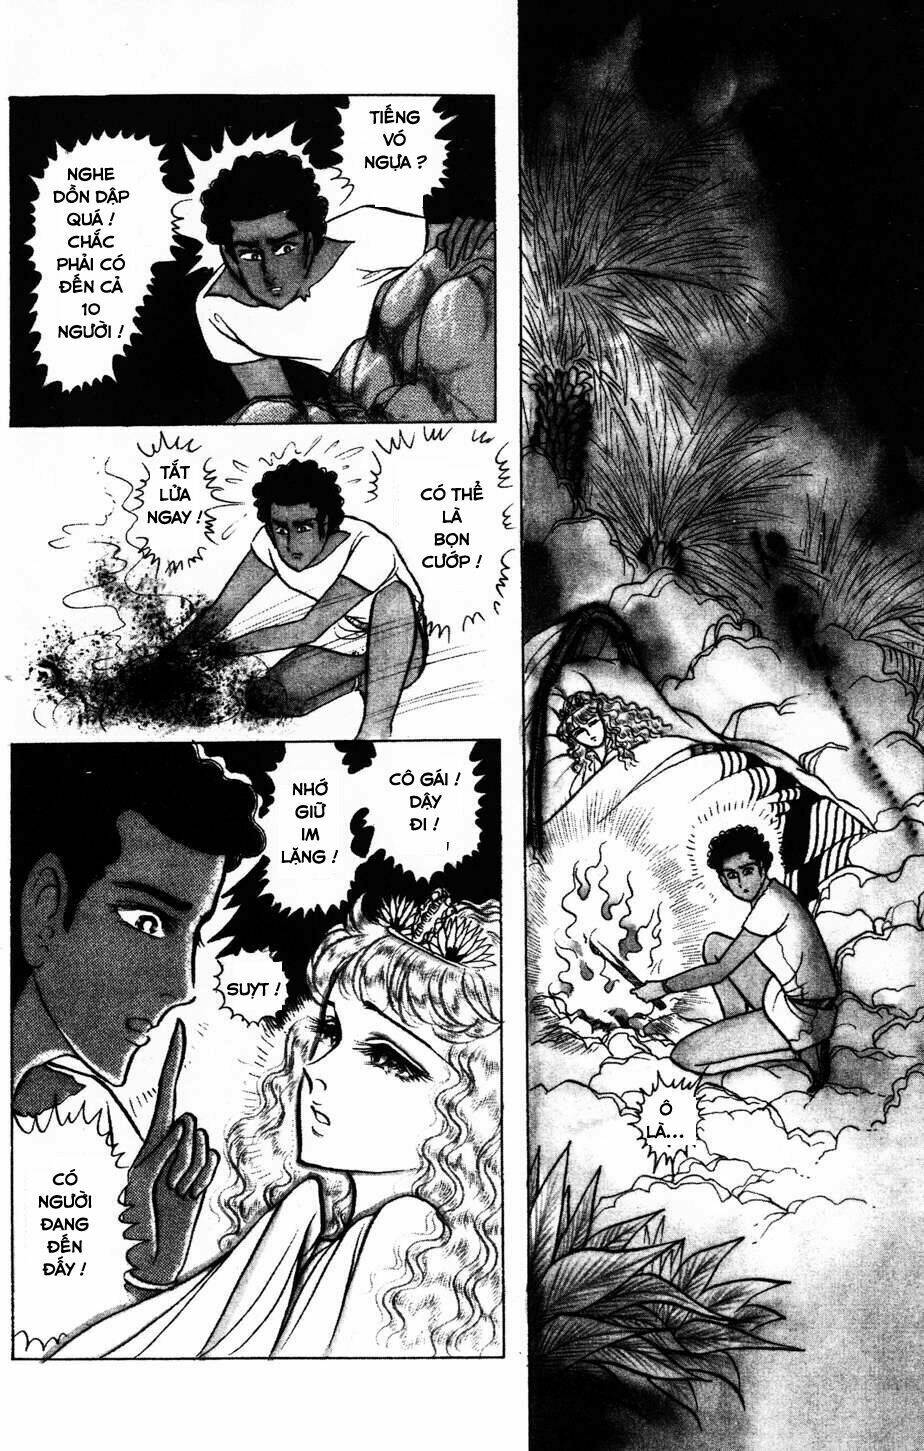 Ô
LÀ...
TIẾNG
VÓ
NGỰA ?
NGHE
DỒN DẬP
QUÁ !
CHẮC
PHẢI CÓ
ĐẾN CẢ
10
NGƯỜI !
CÓ THỂ
LÀ
BỌN
CƯỚP !
TẮT
LỬA
NGAY !
CÔ GÁI !
DẬY
ĐI !
NHỚ
GIỮ
IM
LẶNG !
SUYT !
CÓ
NGƯỜI
ĐANG
ĐẾN
ĐẤY !